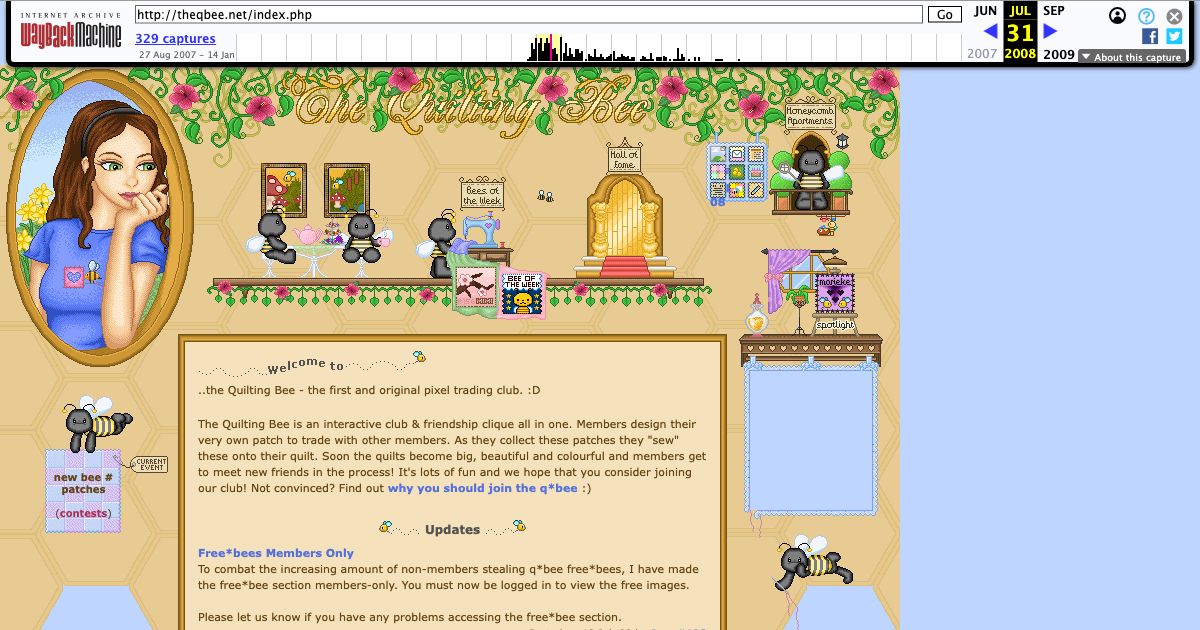 INTERNET ARCHIVE
WayBackMachine
http://theqbee.net/index.php
Go
JUN
JUL
SEP
329 captures
31
27 Aug 2007 – 14 Jan
2007
2008
2009
About this capture
The Quilting Bee
Honeycomb
Apartments
Hall of
Fame
Bees of
the Week
08
BEE OF
THE WEEK
KIKI
marieke
spotlight
Welcome to
..the Quilting Bee - the first and original pixel trading club. :D
The Quilting Bee is an interactive club & friendship clique all in one. Members design their
very own patch to trade with other members. As they collect these patches they "sew"
these onto their quilt. Soon the quilts become big, beautiful and colourful and members get
to meet new friends in the process! It's lots of fun and we hope that you consider joining
our club! Not convinced? Find out why you should join the q*bee :)
CURRENT
EVENT
new bee #
patches
(contests)
Updates
Free*bees Members Only
To combat the increasing amount of non-members stealing q*bee free*bees, I have made
the free*bee section members-only. You must now be logged in to view the free images.
Please let us know if you have any problems accessing the free*bee section.